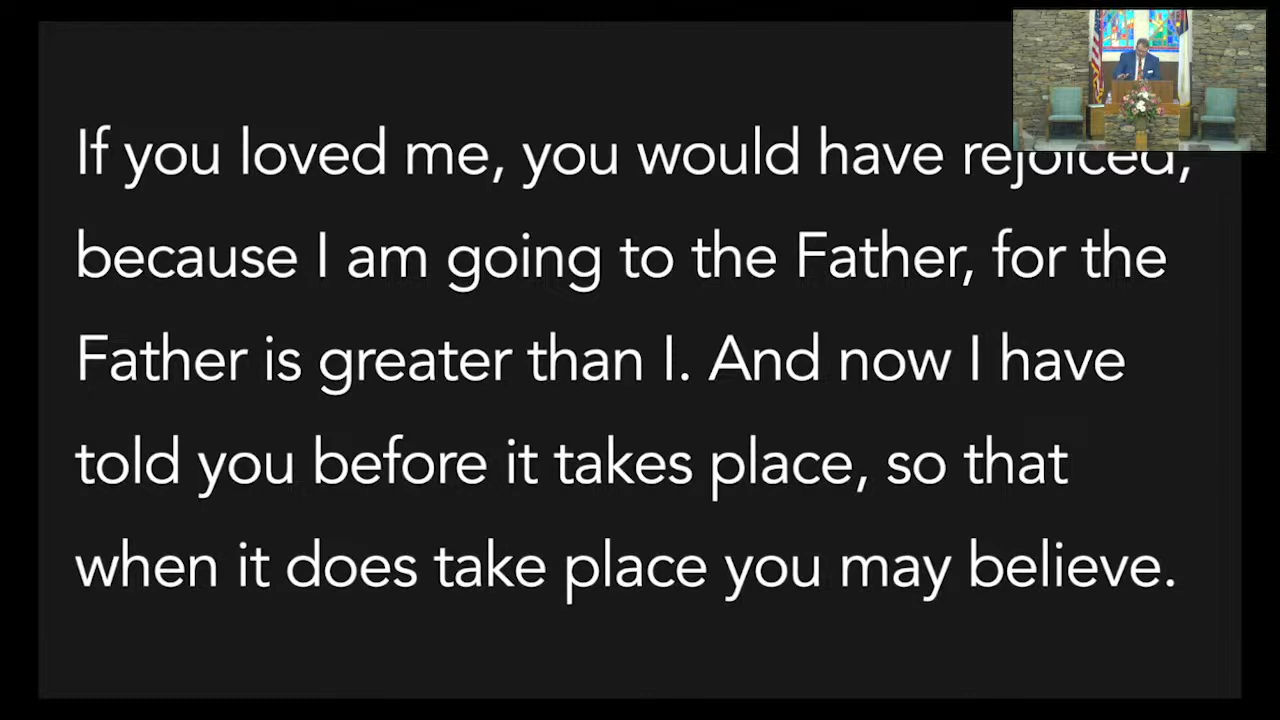 If you loved me, you would have rejoiced,
because I am going to the Father, for the
Father is greater than I. And now I have
told you before it takes place, so that
when it does take place you may believe.